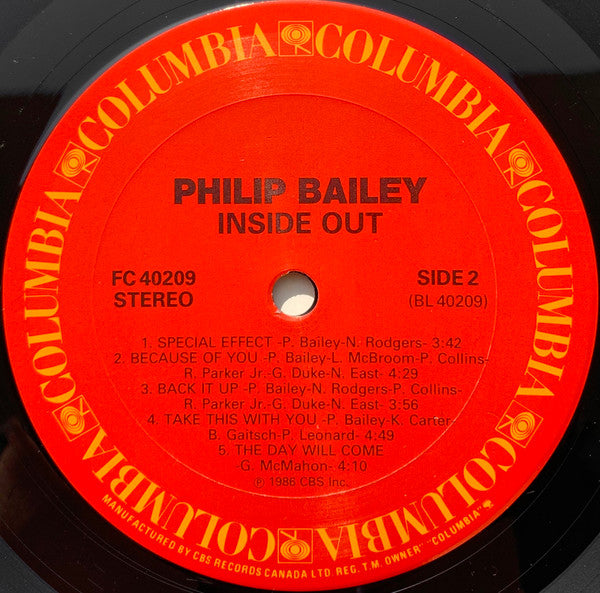 COLUMBIA COLUMBIA COLUMBIA COLUMBIA COLUMBIA COLUMBIA COLUMBIA
PHILIP BAILEY
INSIDE OUT
FC 40209
STEREO
SIDE 2
(BL 40209)
1. SPECIAL EFFECT -P. Bailey-N. Rodgers- 3:42
2. BECAUSE OF YOU -P. Bailey-L. McBroom-P. Collins-
R. Parker Jr.-G. Duke-N. East- 4:29
3. BACK IT UP -P. Bailey-N. Rodgers-P. Collins-
R. Parker Jr.-G. Duke-N. East- 3:56
4. TAKE THIS WITH YOU -P. Bailey-K. Carter-
B. Gaitsch-P. Leonard- 4:49
5. THE DAY WILL COME
G. McMahon- 4:10
℗ 1986 CBS Inc.
MANUFACTURED BY CBS RECORDS CANADA LTD. REG. T.M. OWNER "COLUMBIA"